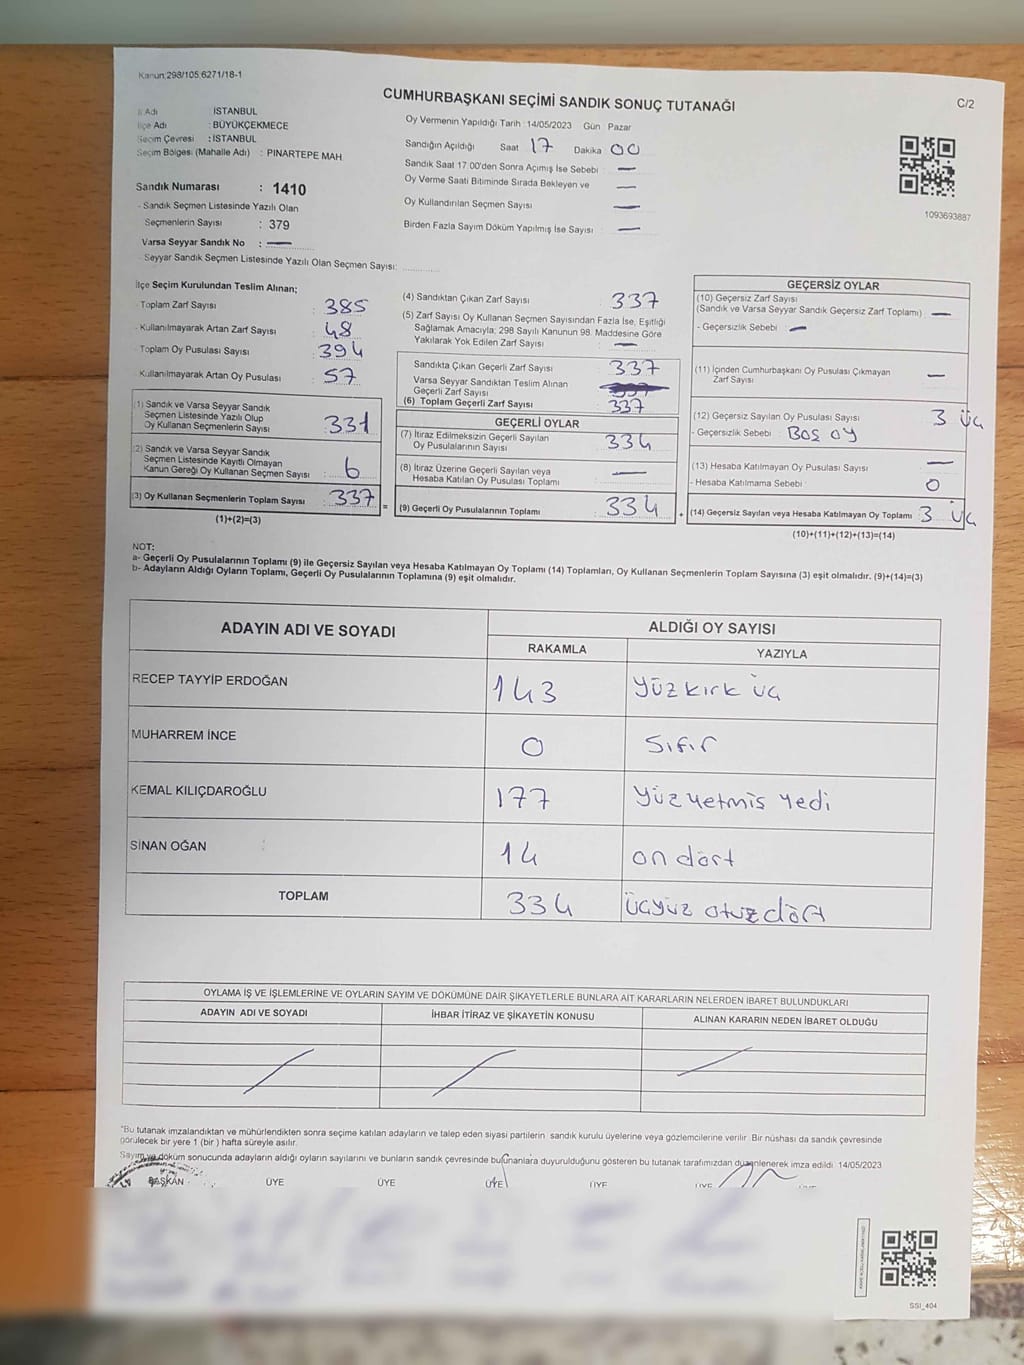 Kanun:298/105:6271/18-1
CUMHURBAŞKANI SEÇİMİ SANDIK SONUÇ TUTANAĞI
C/2
İl Adı : İSTANBUL
İlçe Adı : BÜYÜKÇEKMECE
Seçim Çevresi : İSTANBUL
Seçim Bölgesi (Mahalle Adı) : PINARTEPE MAH
Sandık Numarası : 1410
- Sandık Seçmen Listesinde Yazılı Olan
Seçmenlerin Sayısı : 379
Varsa Seyyar Sandık No : —
- Seyyar Sandık Seçmen Listesinde Yazılı Olan Seçmen Sayısı:
Oy Vermenin Yapıldığı Tarih : 14/05/2023 Gün Pazar
Sandığın Açıldığı Saat 17 Dakika 00
Sandık Saat 17.00'den Sonra Açımış İse Sebebi : —
Oy Verme Saati Bitiminde Sırada Bekleyen ve —
Oy Kullandırılan Seçmen Sayısı —
Birden Fazla Sayım Döküm Yapılmış İse Sayısı : —
1093693887
İlçe Seçim Kurulundan Teslim Alınan;
- Toplam Zarf Sayısı : 385
- Kullanılmayarak Artan Zarf Sayısı : 48
- Toplam Oy Pusulası Sayısı : 394
- Kullanılmayarak Artan Oy Pusulası : 57
(1) Sandık ve Varsa Seyyar Sandık
Seçmen Listesinde Yazılı Olup
Oy Kullanan Seçmenlerin Sayısı : 331
(2) Sandık ve Varsa Seyyar Sandık
Seçmen Listesinde Kayıtlı Olmayan
Kanun Gereği Oy Kullanan Seçmen Sayısı : 6
(3) Oy Kullanan Seçmenlerin Toplam Sayısı : 337
(1)+(2)=(3)
=
(4) Sandıktan Çıkan Zarf Sayısı : 337
(5) Zarf Sayısı Oy Kullanan Seçmen Sayısından Fazla İse, Eşitliği
Sağlamak Amacıyla; 298 Sayılı Kanunun 98. Maddesine Göre
Yakılarak Yok Edilen Zarf Sayısı : —
Sandıkta Çıkan Geçerli Zarf Sayısı : 337
Varsa Seyyar Sandıktan Teslim Alınan
Geçerli Zarf Sayısı
(6) Toplam Geçerli Zarf Sayısı : 337
GEÇERLİ OYLAR
(7) İtiraz Edilmeksizin Geçerli Sayılan
Oy Pusulalarının Sayısı : 334
(8) İtiraz Üzerine Geçerli Sayılan veya
Hesaba Katılan Oy Pusulası Toplamı : —
(9) Geçerli Oy Pusulalarının Toplamı : 334
+
GEÇERSİZ OYLAR
(10) Geçersiz Zarf Sayısı
(Sandık ve Varsa Seyyar Sandık Geçersiz Zarf Toplamı) : —
- Geçersizlik Sebebi : —
(11) İçinden Cumhurbaşkanı Oy Pusulası Çıkmayan
Zarf Sayısı : —
(12) Geçersiz Sayılan Oy Pusulası Sayısı : 3 üç
- Geçersizlik Sebebi : Boş oy
(13) Hesaba Katılmayan Oy Pusulası Sayısı : —
- Hesaba Katılmama Sebebi : 0
(14) Geçersiz Sayılan veya Hesaba Katılmayan Oy Toplamı : 3 üç
(10)+(11)+(12)+(13)=(14)
NOT:
a- Geçerli Oy Pusulalarının Toplamı (9) ile Geçersiz Sayılan veya Hesaba Katılmayan Oy Toplamı (14) Toplamları, Oy Kullanan Seçmenlerin Toplam Sayısına (3) eşit olmalıdır. (9)+(14)=(3)
b- Adayların Aldığı Oyların Toplamı, Geçerli Oy Pusulalarının Toplamına (9) eşit olmalıdır.
ADAYIN ADI VE SOYADI
ALDIĞI OY SAYISI
RAKAMLA YAZIYLA
RECEP TAYYİP ERDOĞAN 143 yüzkırk üç
MUHARREM İNCE 0 Sıfır
KEMAL KILIÇDAROĞLU 177 yüzyetmis yedi
SİNAN OĞAN 14 on dört
TOPLAM 334 üçyüz otuzdört
OYLAMA İŞ VE İŞLEMLERİNE VE OYLARIN SAYIM VE DÖKÜMÜNE DAİR ŞİKAYETLERLE BUNLARA AİT KARARLARIN NELERDEN İBARET BULUNDUKLARI
ADAYIN ADI VE SOYADI İHBAR İTİRAZ VE ŞİKAYETİN KONUSU ALINAN KARARIN NEDEN İBARET OLDUĞU
*Bu tutanak imzalandıktan ve mühürlendikten sonra seçime katılan adayların ve talep eden siyasi partilerin sandık kurulu üyelerine veya gözlemcilerine verilir. Bir nüshası da sandık çevresinde
görülecek bir yere 1 (bir) hafta süreyle asılır.
Sayım ve döküm sonucunda adayların aldığı oyların sayılarını ve bunların sandık çevresinde bulunanlara duyurulduğunu gösteren bu tutanak tarafımızdan düzenlenerek imza edildi. 14/05/2023
BAŞKAN ÜYE ÜYE ÜYE ÜYE ÜYE ÜYE
SSI_404